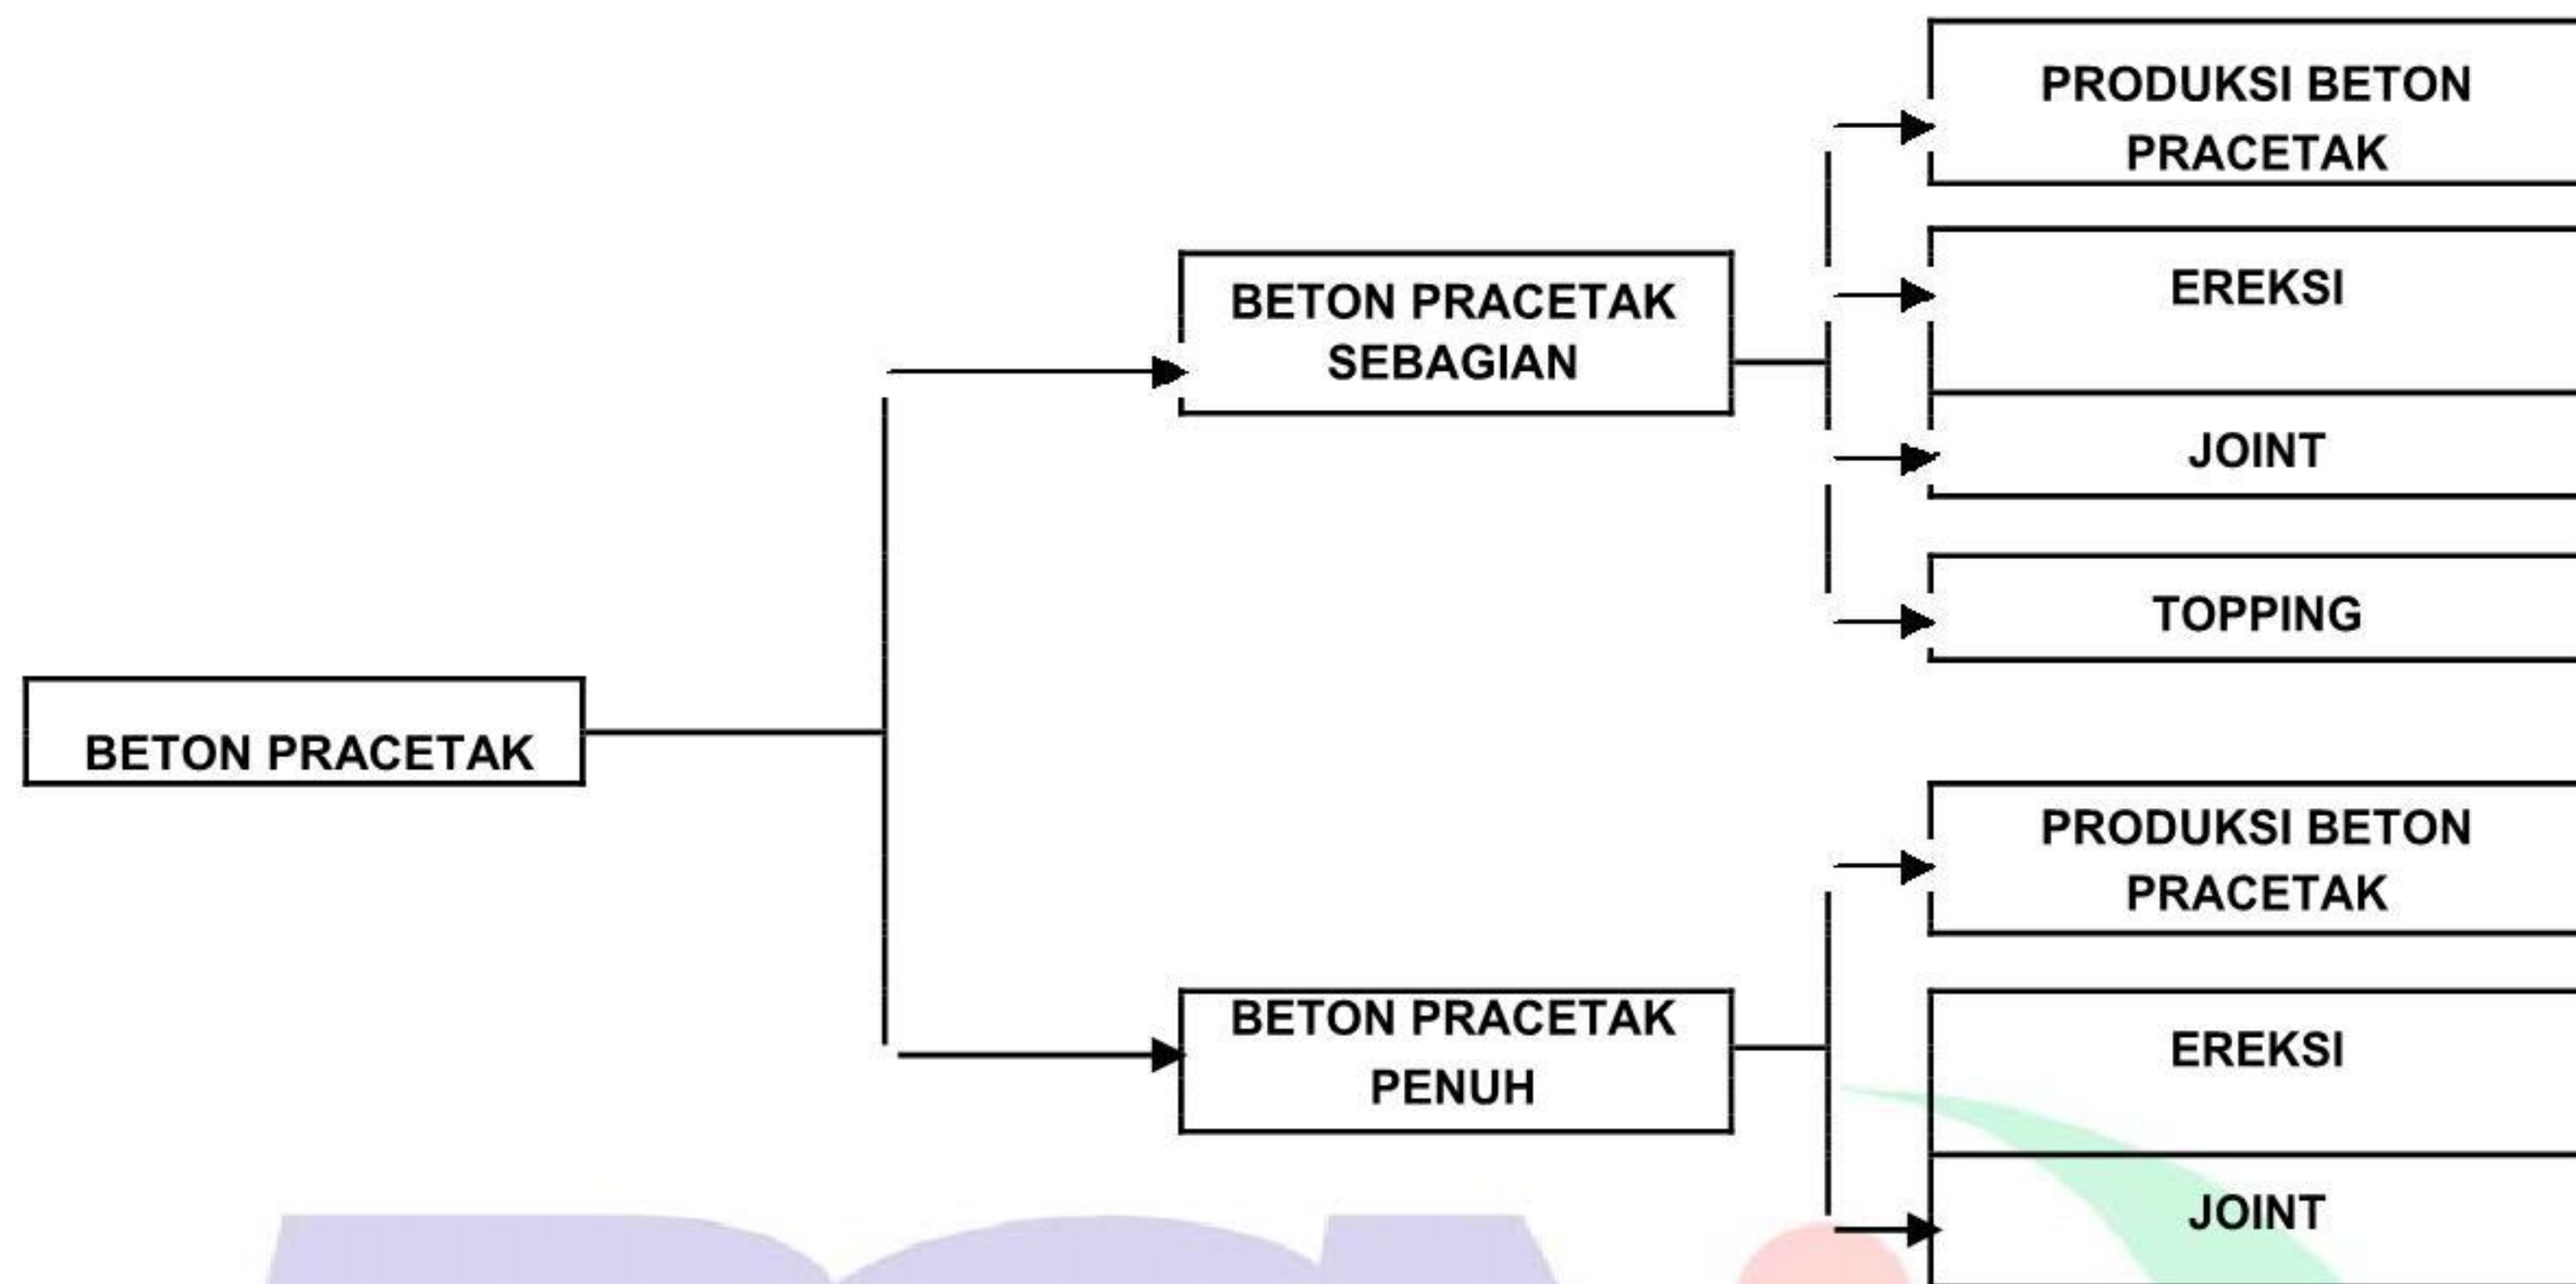 PRODUKSI BETON
PRACETAK
EREKSI
BETON PRACETAK
SEBAGIAN
JOINT
TOPPING
BETON PRACETAK
PRODUKSI BETON
PRACETAK
BETON PRACETAK
PENUH
EREKSI
JOINT